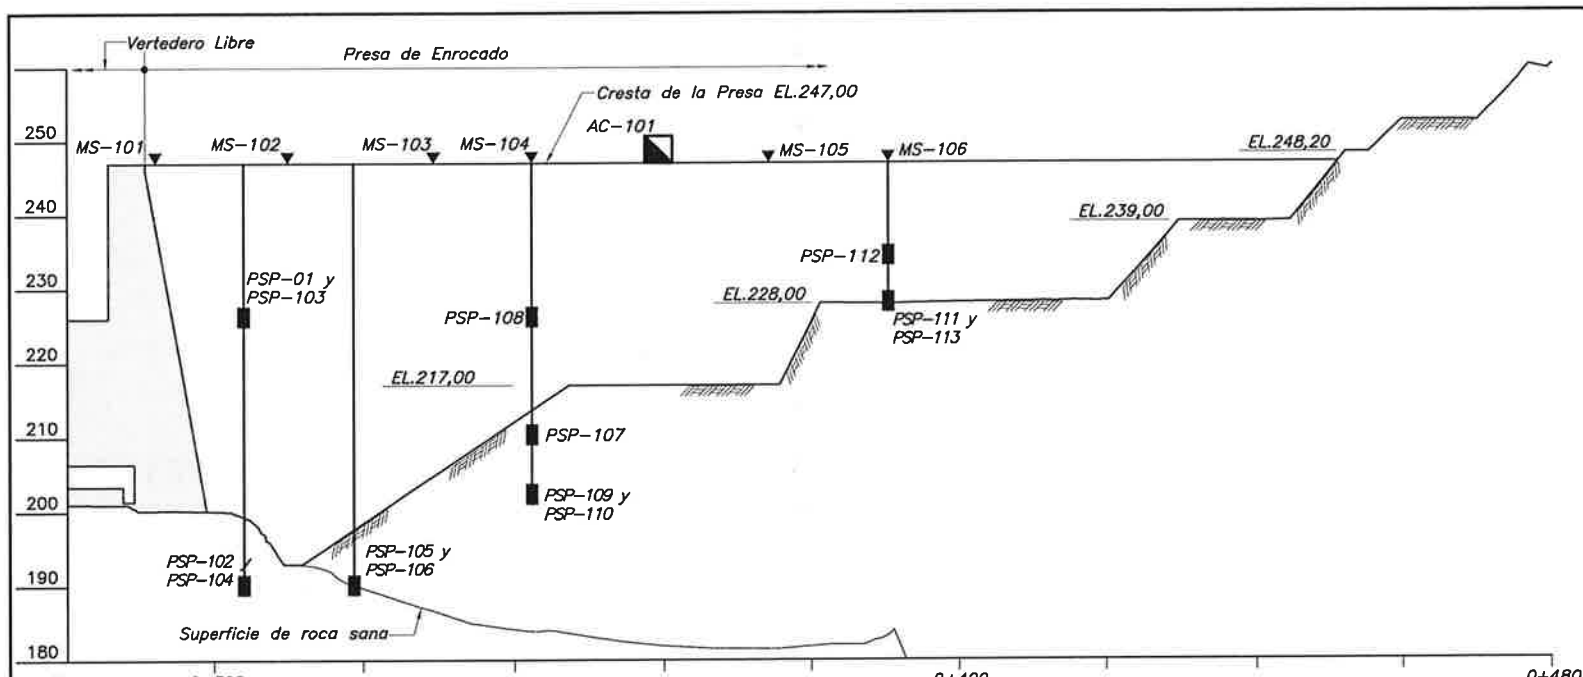 Vertedero Libre
Presa de Enrocado
Cresta de la Presa EL.247,00
AC-101
MS-101
MS-102
MS-103
MS-104
MS-105
MS-106
EL.248,20
250
240
230
220
210
200
190
180
EL.239,00
PSP-112
PSP-01 y
PSP-103
EL.228,00
PSP-108
PSP-111 y
PSP-113
EL.217,00
PSP-107
PSP-109 y
PSP-110
PSP-102 y
PSP-104
PSP-105 y
PSP-106
Superficie de roca sana
0+480